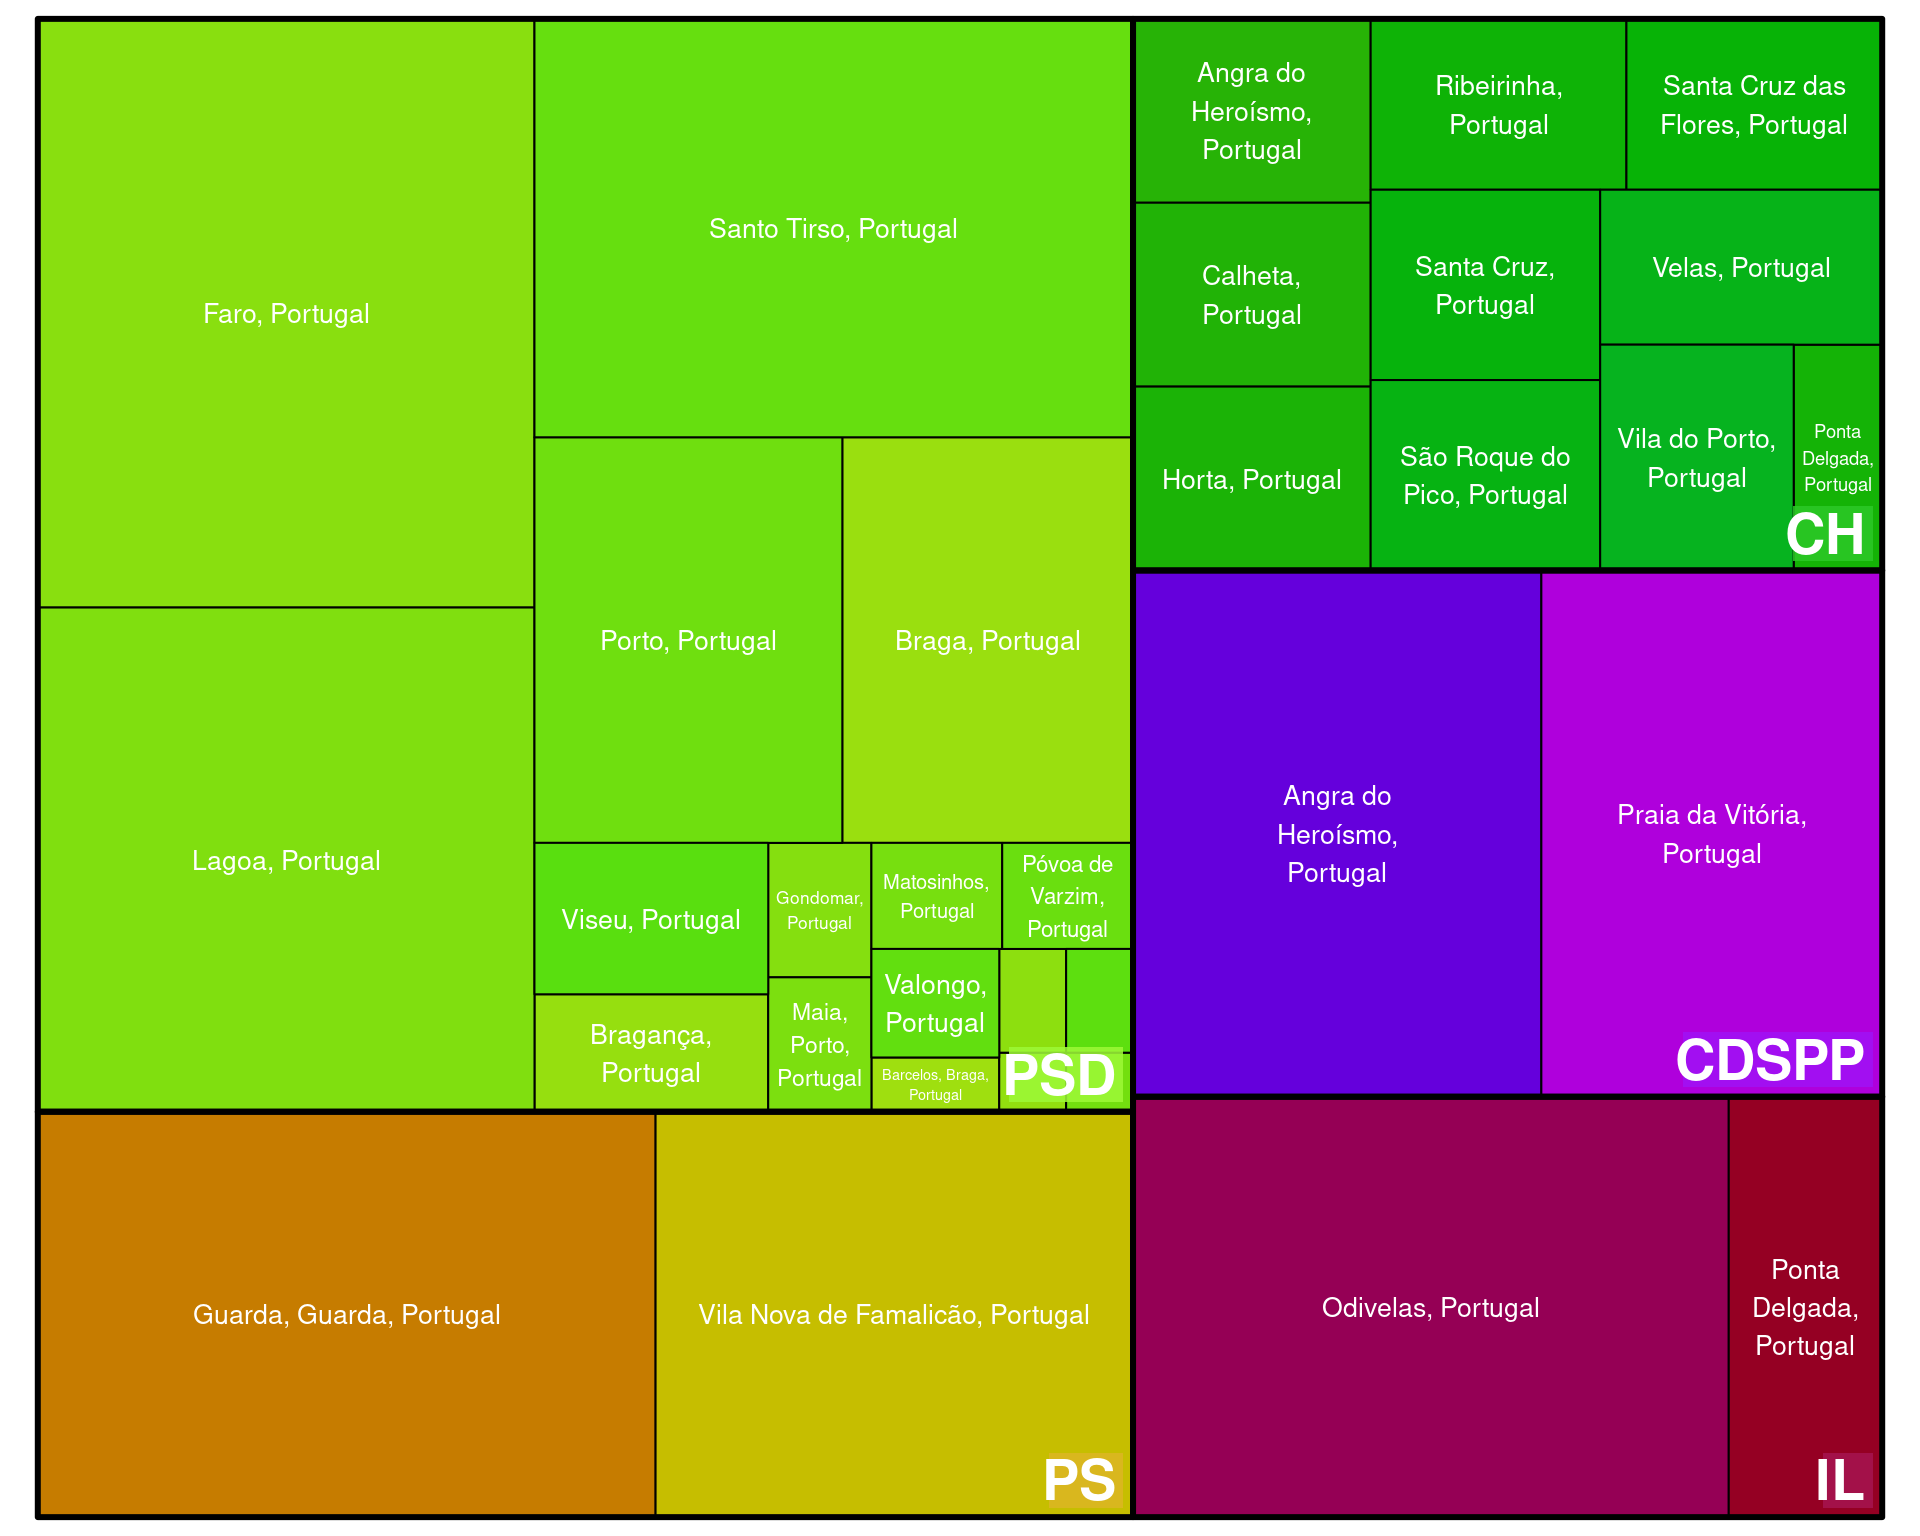 Faro, Portugal
Santo Tirso, Portugal
Lagoa, Portugal
Porto, Portugal
Braga, Portugal
Viseu, Portugal
Bragança,
Portugal
Gondomar,
Portugal
Maia,
Porto,
Portugal
Matosinhos,
Portugal
Póvoa de
Varzim,
Portugal
Valongo,
Portugal
Barcelos, Braga,
Portugal
PSD
Guarda, Guarda, Portugal
Vila Nova de Famalicão, Portugal
PS
Angra do
Heroísmo,
Portugal
Calheta,
Portugal
Horta, Portugal
Ribeirinha,
Portugal
Santa Cruz das
Flores, Portugal
Santa Cruz,
Portugal
Velas, Portugal
São Roque do
Pico, Portugal
Vila do Porto,
Portugal
Ponta
Delgada,
Portugal
CH
Angra do
Heroísmo,
Portugal
Praia da Vitória,
Portugal
CDSPP
Odivelas, Portugal
Ponta
Delgada,
Portugal
IL